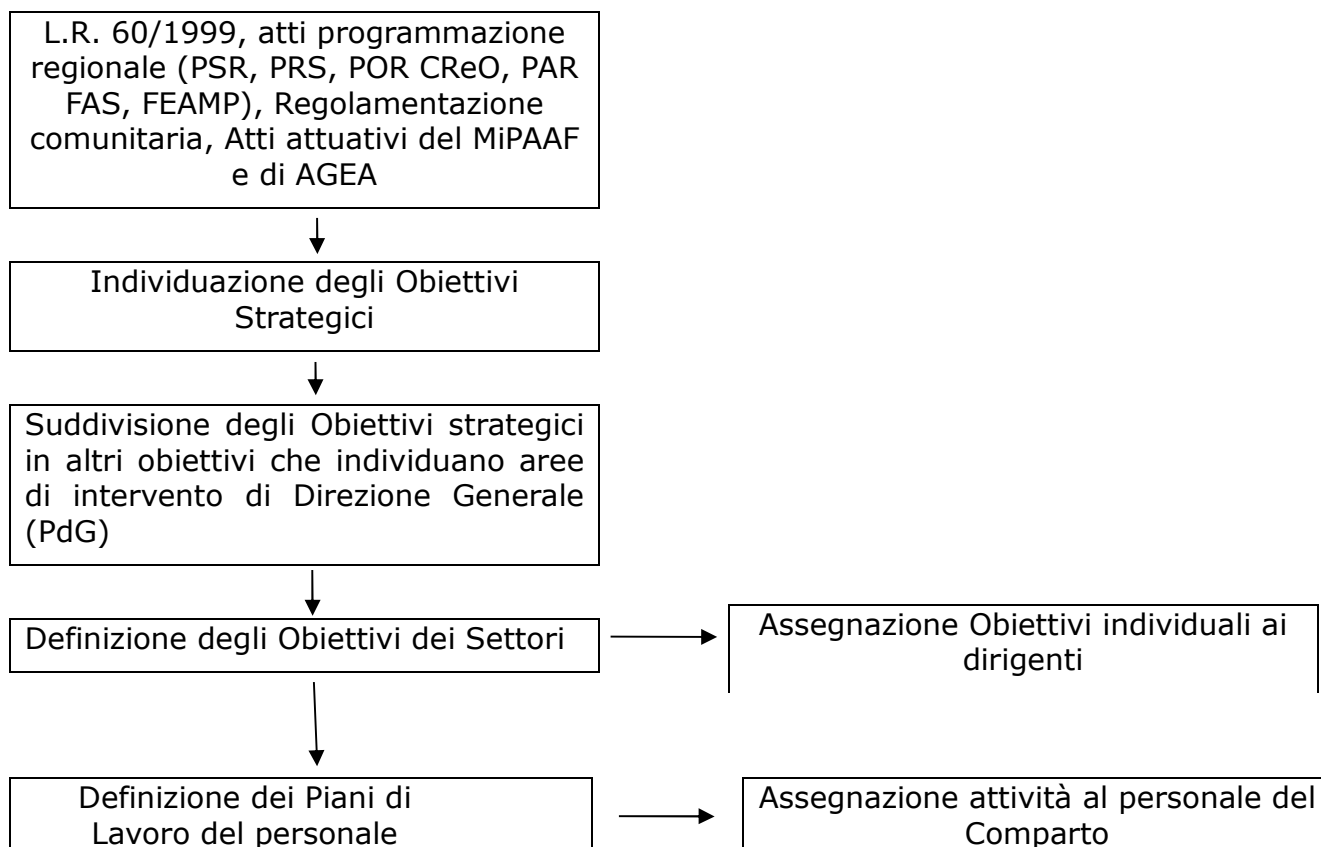 L.R. 60/1999, atti programmazione
regionale (PSR, PRS, POR CReO, PAR
FAS, FEAMP), Regolamentazione
comunitaria, Atti attuativi del MiPAAF
e di AGEA
Individuazione degli Obiettivi
Strategici
Suddivisione degli Obiettivi strategici
in altri obiettivi che individuano aree
di intervento di Direzione Generale
(PdG)
Definizione degli Obiettivi dei Settori
Assegnazione Obiettivi individuali ai
dirigenti
Definizione dei Piani di
Lavoro del personale
Assegnazione attività al personale del
Comparto